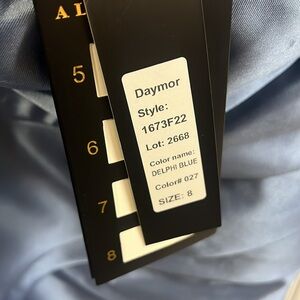 AL
5
6
7
8
Daymor
Style:
1673F22
Lot: 2668
Color name:
DELPHI BLUE
Color# 027
SIZE: 8